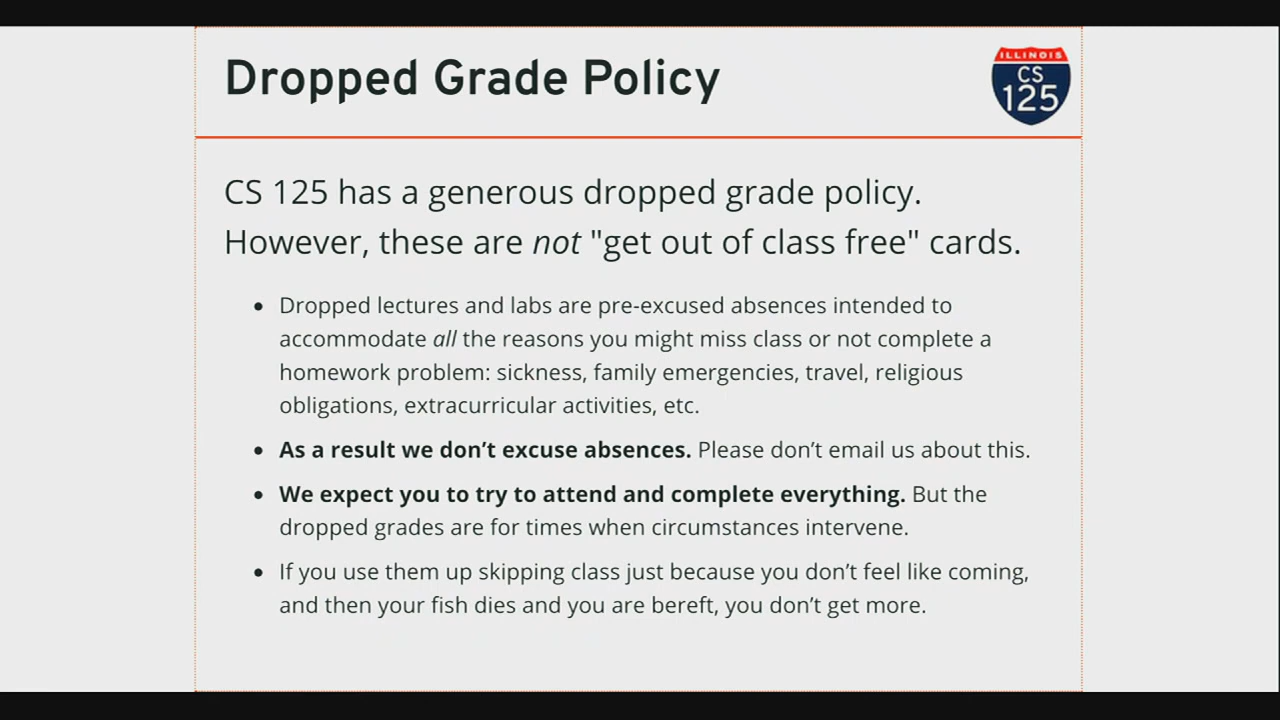 Dropped Grade Policy
ILLINOIS
CS
125
CS 125 has a generous dropped grade policy.
However, these are not "get out of class free" cards.
• Dropped lectures and labs are pre-excused absences intended to
accommodate all the reasons you might miss class or not complete a
homework problem: sickness, family emergencies, travel, religious
obligations, extracurricular activities, etc.
• As a result we don’t excuse absences. Please don’t email us about this.
• We expect you to try to attend and complete everything. But the
dropped grades are for times when circumstances intervene.
• If you use them up skipping class just because you don’t feel like coming,
and then your fish dies and you are bereft, you don’t get more.